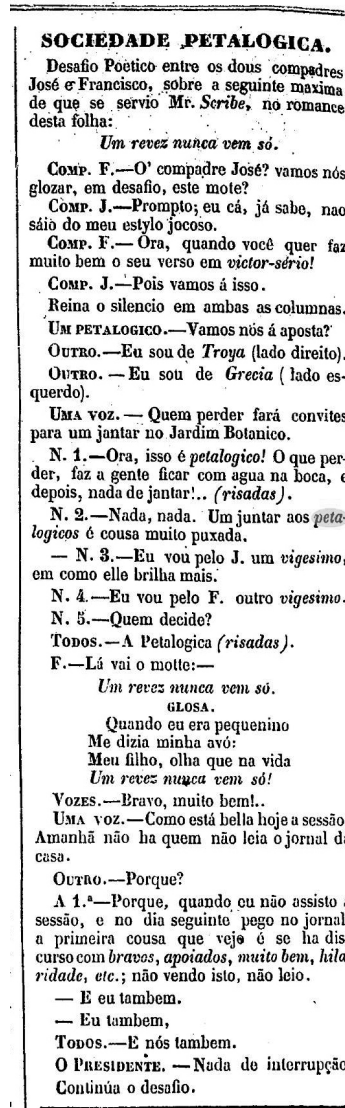 SOCIEDADE PETALOGICA.
Desafio Poetico entre os dous compadres
José e Francisco, sobre a seguinte maxima
de que se servio Mr. Scribe, no romance
desta folha:
Um revez nunca vem só.
COMP. F.—O' compadre José? vamos nós
glozar, em desafio, este mote?
COMP. J.—Prompto; eu cá, já sabe, nao
sáio do meu estylo jocoso.
COMP. F.— Ora, quando você quer faz
muito bem o seu verso em victor-sério!
COMP. J.—Pois vamos á isso.
Reina o silencio em ambas as columnas.
UM PETALOGICO.—Vamos nós á aposta?
OUTRO.—Eu sou de Troya (lado direito).
OUTRO. — Eu sou de Grecia ( lado es-
querdo).
UMA VOZ. — Quem perder fará convites
para um jantar no Jardim Botanico.
N. 1.—Ora, isso é petalogico! O que per-
der, faz a gente ficar com agua na boca, e
depois, nada de jantar!.. (risadas).
N. 2.—Nada, nada. Um juntar aos peta-
logicos é cousa muito puxada.
— N. 3.—Eu vou pelo J. um vigesimo,
em como elle brilha mais.
N. 4.—Eu vou pelo F. outro vigesimo.
N. 5.—Quem decide?
TODOS.—A Petalogica (risadas).
F.—Lá vai o motte:—
Um revez nunca vem só.
GLOSA.
Quando eu era pequenino
Me dizia minha avó:
Meu filho, olha que na vida
Um revez nunca vem só!
VOZES.—Bravo, muito bem!..
UMA VOZ.—Como está bella hoje a sessão
Amanhã não ha quem não leia o jornal da
casa.
OUTRO.—Porque?
A 1.ª—Porque, quando eu não assisto á
sessão, e no dia seguinte pego no jornal
a primeira cousa que vejo é se ha dis
curso com bravos, apoiados, muito bem, hila
ridade, etc.; não vendo isto, não leio.
— E eu tambem.
— Eu tambem,
TODOS.—E nós tambem.
O PRESIDENTE. —Nada de interrupção
Continúa o desafio.